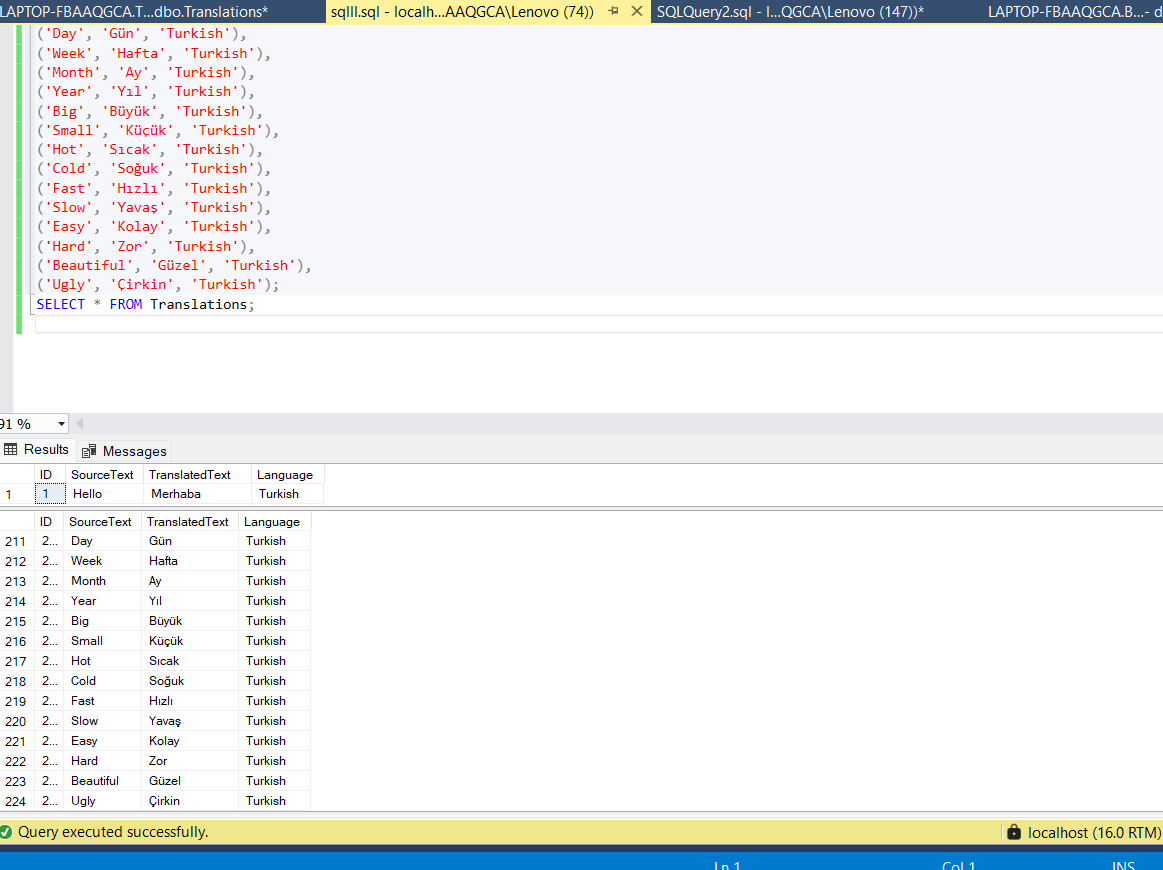 LAPTOP-FBAAQGCA.T...dbo.Translations* sqlll.sql - localh...AAQGCA\Lenovo (74)) SQLQuery2.sql - l...QGCA\Lenovo (147))* LAPTOP-FBAAQGCA.B...- d
('Day', 'Gün', 'Turkish'),
('Week', 'Hafta', 'Turkish'),
('Month', 'Ay', 'Turkish'),
('Year', 'Yıl', 'Turkish'),
('Big', 'Büyük', 'Turkish'),
('Small', 'Küçük', 'Turkish'),
('Hot', 'Sıcak', 'Turkish'),
('Cold', 'Soğuk', 'Turkish'),
('Fast', 'Hızlı', 'Turkish'),
('Slow', 'Yavaş', 'Turkish'),
('Easy', 'Kolay', 'Turkish'),
('Hard', 'Zor', 'Turkish'),
('Beautiful', 'Güzel', 'Turkish'),
('Ugly', 'Çirkin', 'Turkish');
SELECT * FROM Translations;
91 %
Results Messages
ID SourceText TranslatedText Language
1 1 Hello Merhaba Turkish
ID SourceText TranslatedText Language
211 2... Day Gün Turkish
212 2... Week Hafta Turkish
213 2... Month Ay Turkish
214 2... Year Yıl Turkish
215 2... Big Büyük Turkish
216 2... Small Küçük Turkish
217 2... Hot Sıcak Turkish
218 2... Cold Soğuk Turkish
219 2... Fast Hızlı Turkish
220 2... Slow Yavaş Turkish
221 2... Easy Kolay Turkish
222 2... Hard Zor Turkish
223 2... Beautiful Güzel Turkish
224 2... Ugly Çirkin Turkish
Query executed successfully. localhost (16.0 RTM)
Ln 1 Col 1 INS